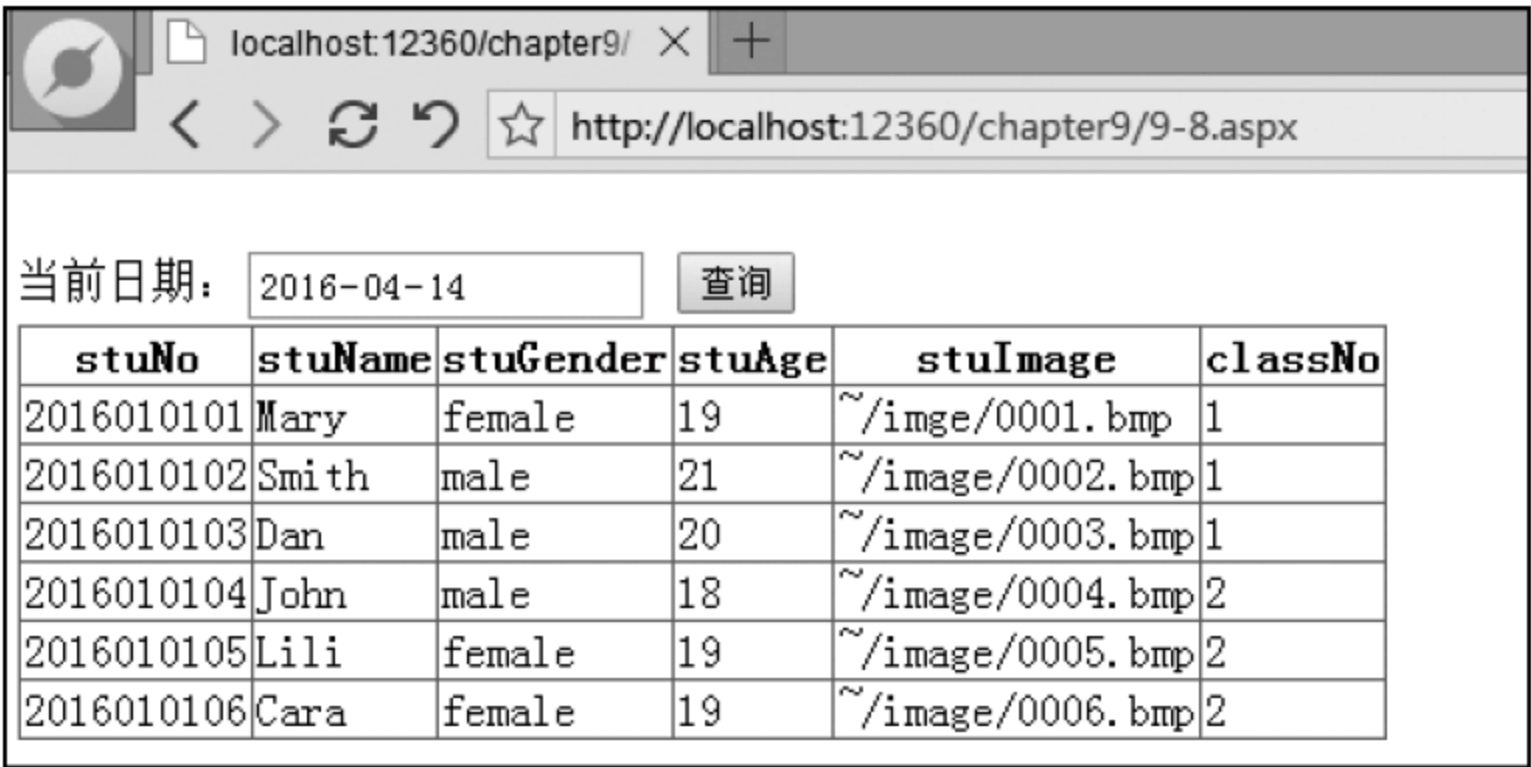 localhost:12360/chapter9/
http://localhost:12360/chapter9/9-8.aspx
当前日期： 2016-04-14 查询
stuNo stuName stuGender stuAge stuImage classNo
2016010101 Mary female 19 ~/imge/0001.bmp 1
2016010102 Smith male 21 ~/image/0002.bmp 1
2016010103 Dan male 20 ~/image/0003.bmp 1
2016010104 John male 18 ~/image/0004.bmp 2
2016010105 Lili female 19 ~/image/0005.bmp 2
2016010106 Cara female 19 ~/image/0006.bmp 2